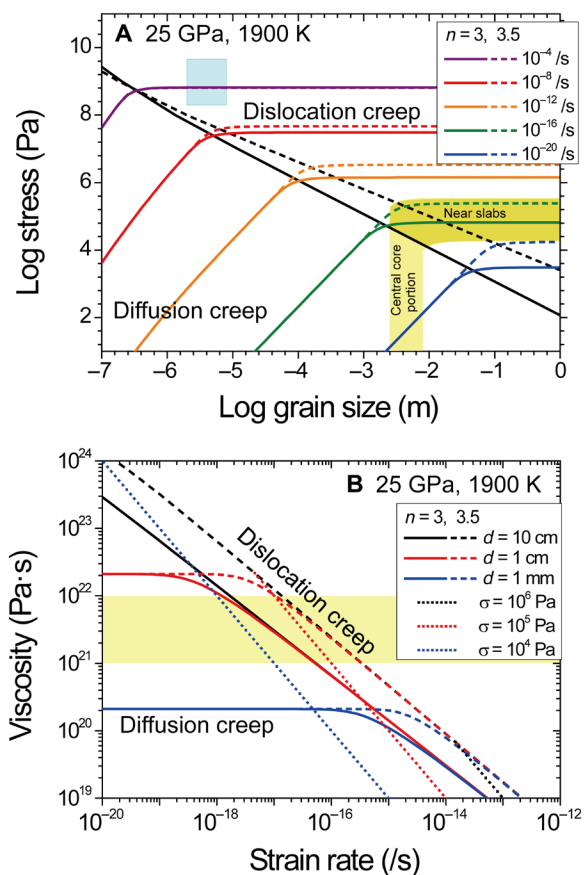 A 25 GPa, 1900 K
n = 3, 3.5
10⁻⁴ /s
10⁻⁸ /s
10⁻¹² /s
10⁻¹⁶ /s
10⁻²⁰ /s
Dislocation creep
Near slabs
Central core
portion
Diffusion creep
Log stress (Pa)
10
8
6
4
2
–7
–6
–5
–4
–3
–2
–1
0
Log grain size (m)
B 25 GPa, 1900 K
n = 3, 3.5
d = 10 cm
d = 1 cm
d = 1 mm
σ = 10⁶ Pa
σ = 10⁵ Pa
σ = 10⁴ Pa
Dislocation creep
Diffusion creep
Viscosity (Pa·s)
10²⁴
10²³
10²²
10²¹
10²⁰
10¹⁹
10⁻²⁰
10⁻¹⁸
10⁻¹⁶
10⁻¹⁴
10⁻¹²
Strain rate (/s)